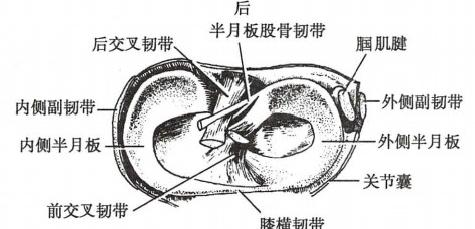 后
半月板股骨韧带
后交叉韧带
腘肌腱
内侧副韧带
外侧副韧带
内侧半月板
外侧半月板
关节囊
前交叉韧带
膝横韧带